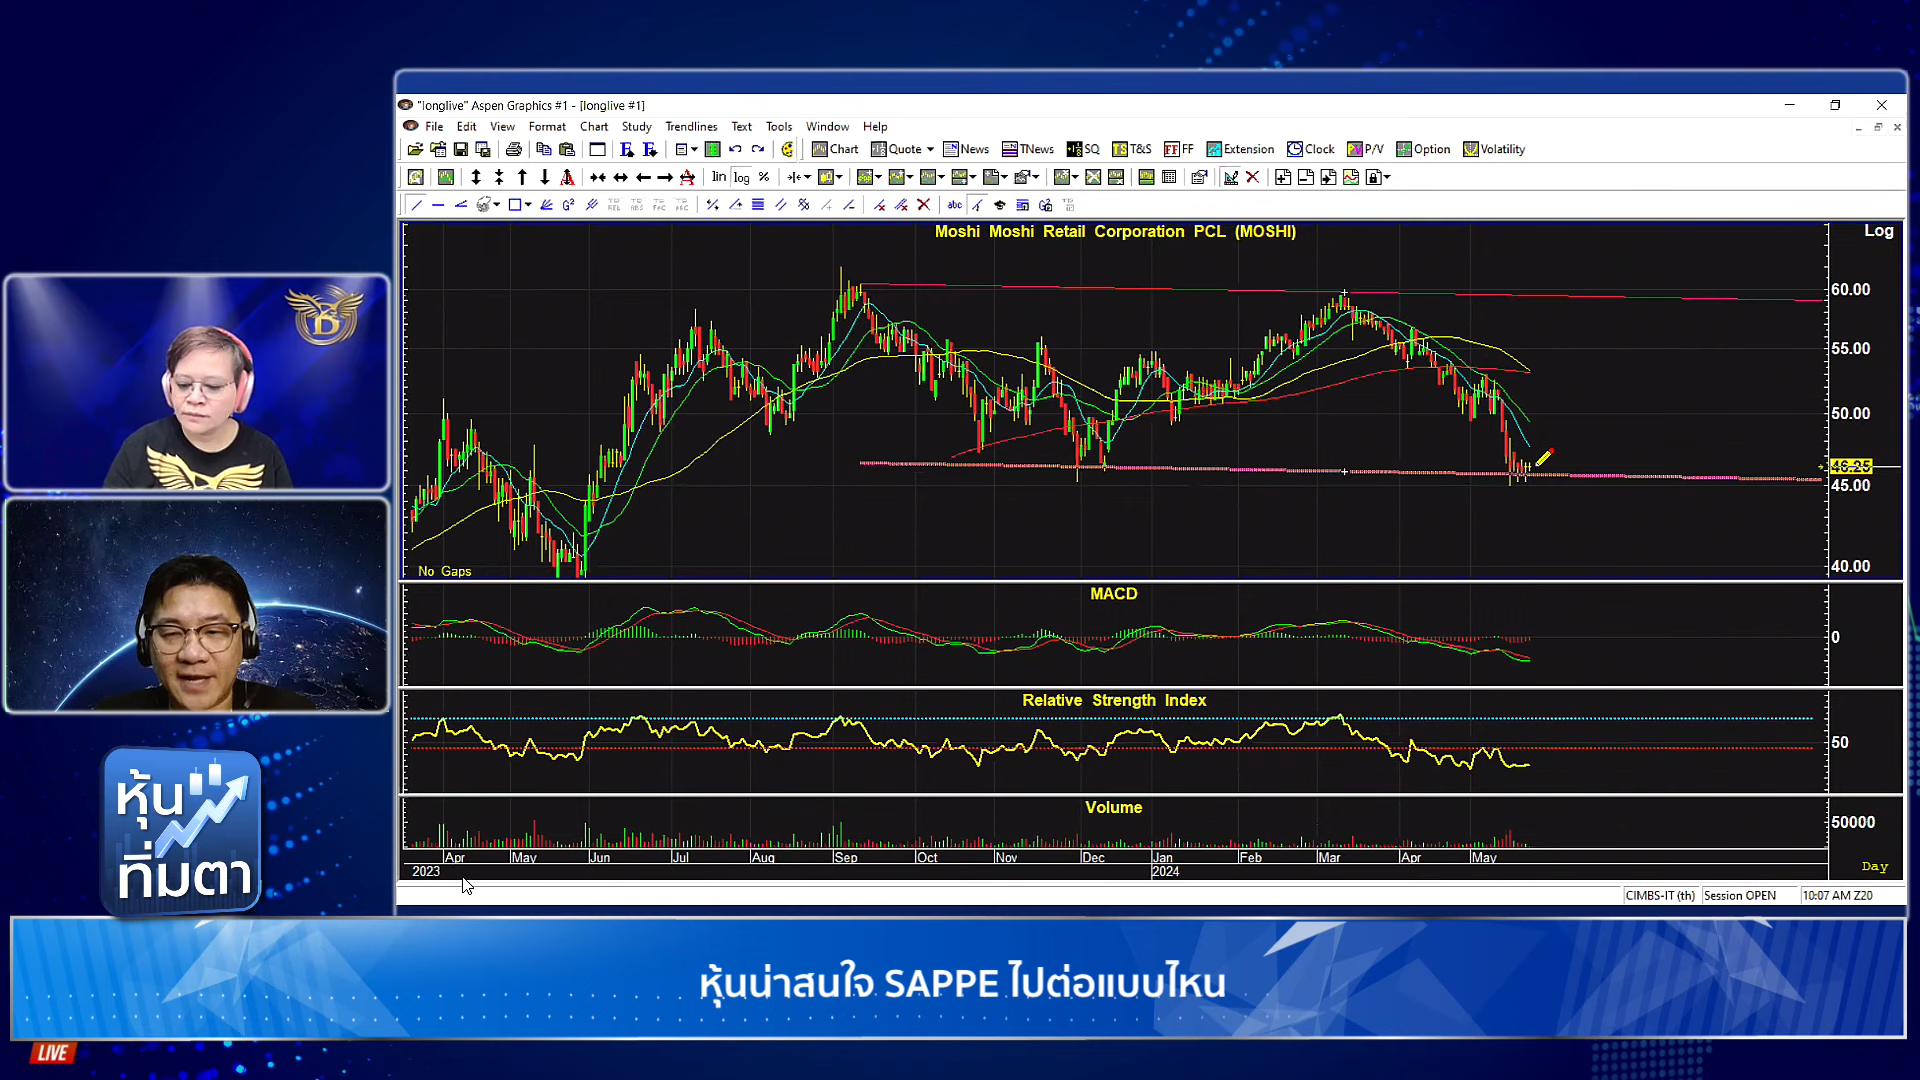 "longlive" Aspen Graphics #1 - [longlive #1]
File Edit View Format Chart Study Trendlines Text Tools Window Help
Chart Quote News TNews SQ T&S FF Extension Clock P/V Option Volatility
lin log %
abc
Moshi Moshi Retail Corporation PCL (MOSHI)
Log
60.00
55.00
50.00
46.25
45.00
40.00
No Gaps
MACD
0
Relative Strength Index
50
Volume
50000
Apr May Jun Jul Aug Sep Oct Nov Dec Jan Feb Mar Apr May
2023 2024
Day
CIMBS-IT (th) Session OPEN 10:07 AM Z20
หุ้น
ทิ่มตา
หุ้นน่าสนใจ SAPPE ไปต่อแบบไหน
LIVE